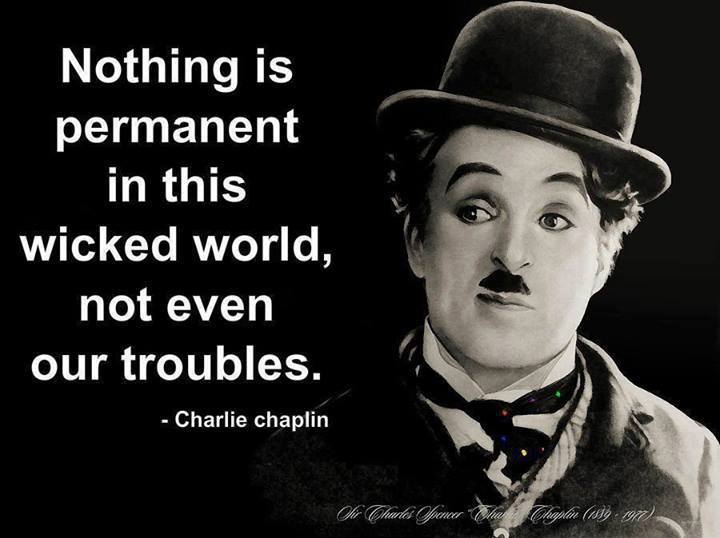 Nothing is
permanent
in this
wicked world,
not even
our troubles.
- Charlie chaplin
Sir Charles Spencer "Charlie" Chaplin (1889 - 1977)